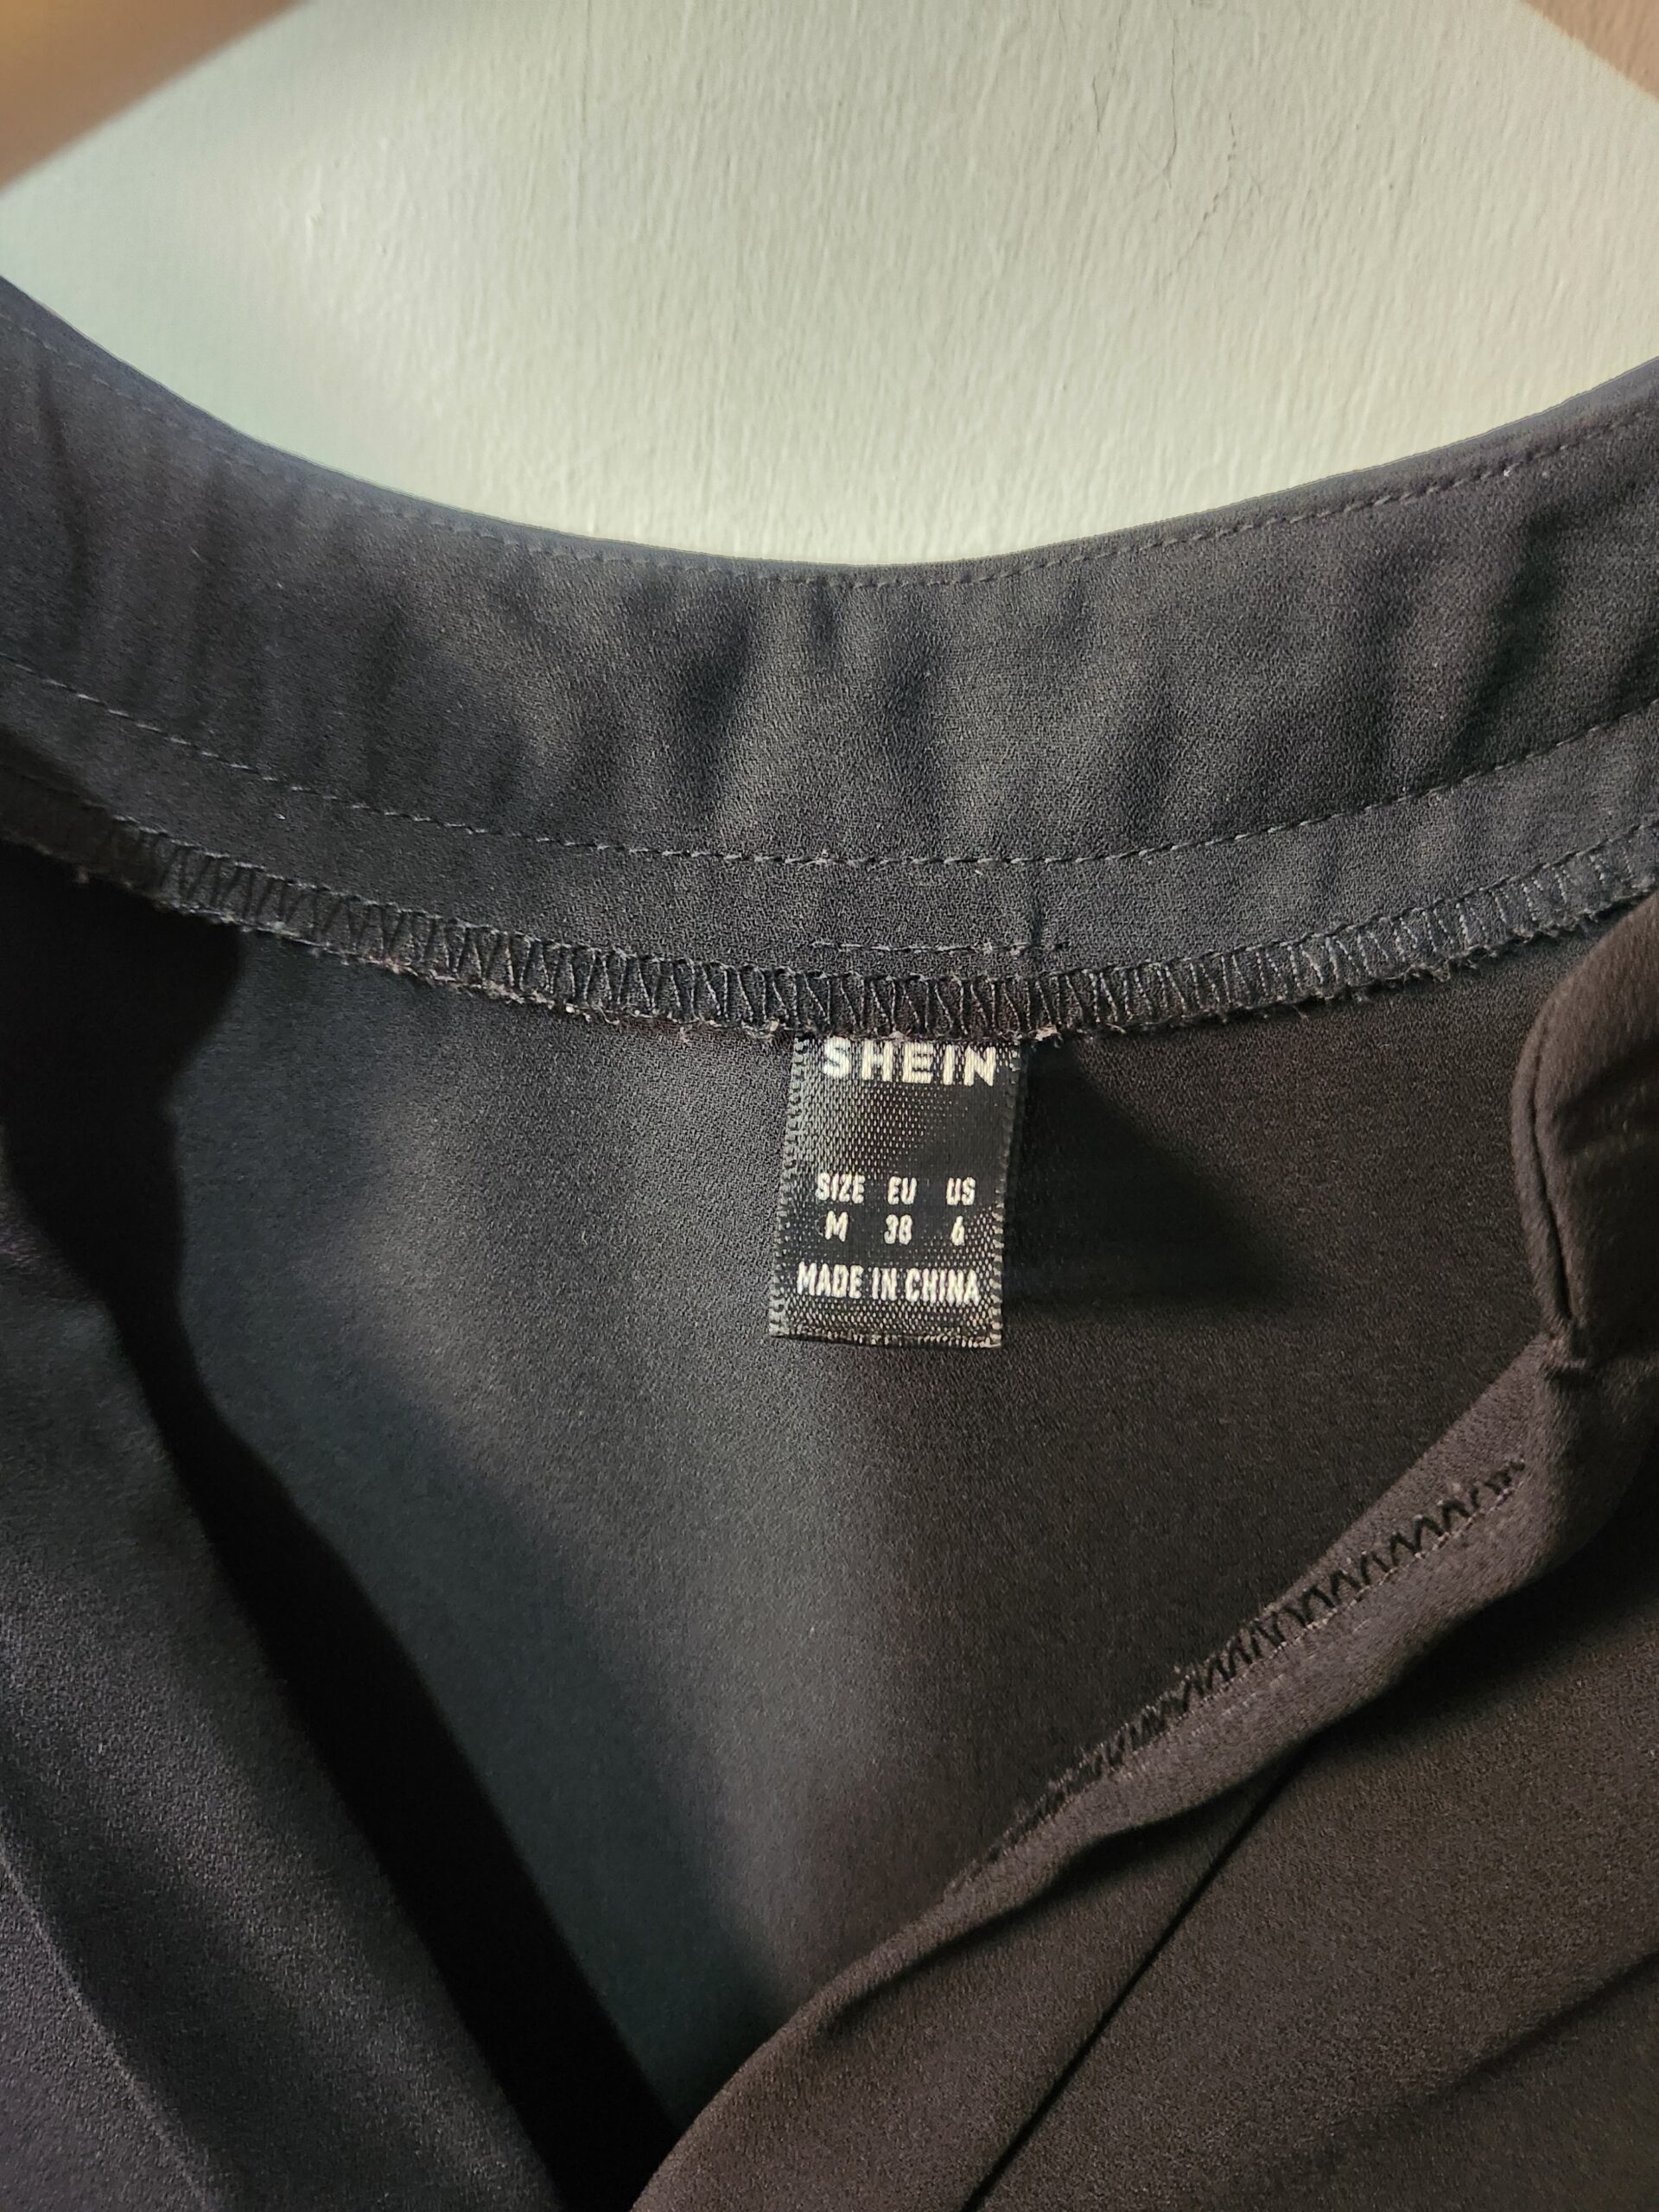 SHEIN
SIZE EU US
M 38 6
MADE IN CHINA